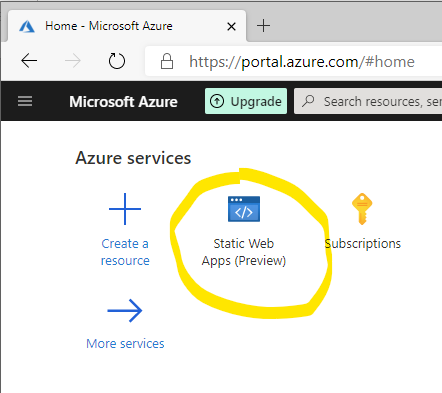 Home - Microsoft Azure
https://portal.azure.com/#home
Microsoft Azure
Upgrade
Search resources, ser
Azure services
Create a
resource
Static Web
Apps (Preview)
Subscriptions
More services